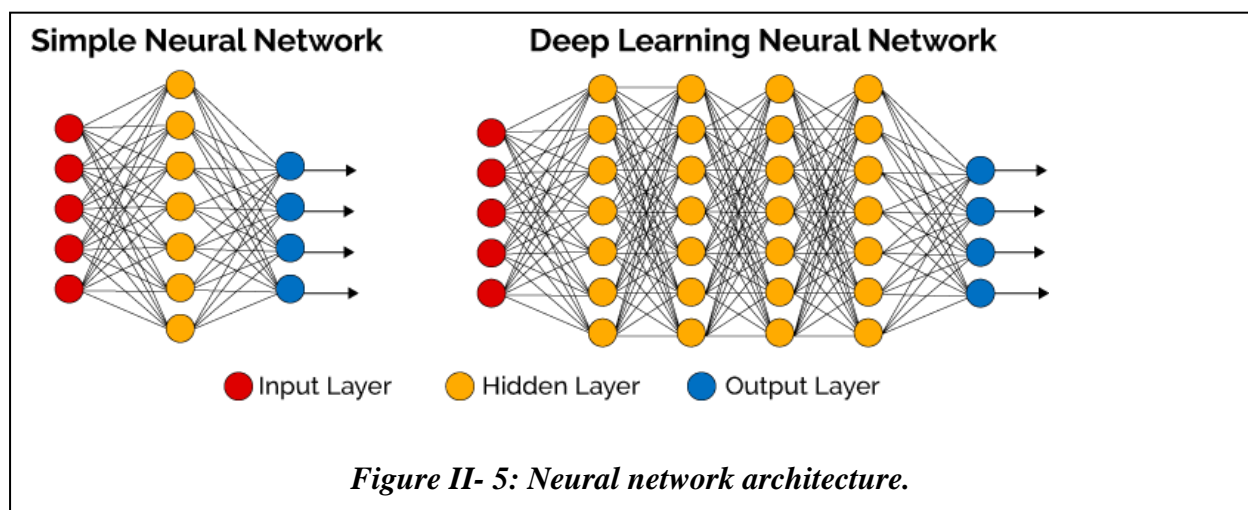 Simple Neural Network
Deep Learning Neural Network
Input Layer
Hidden Layer
Output Layer
Figure II- 5: Neural network architecture.